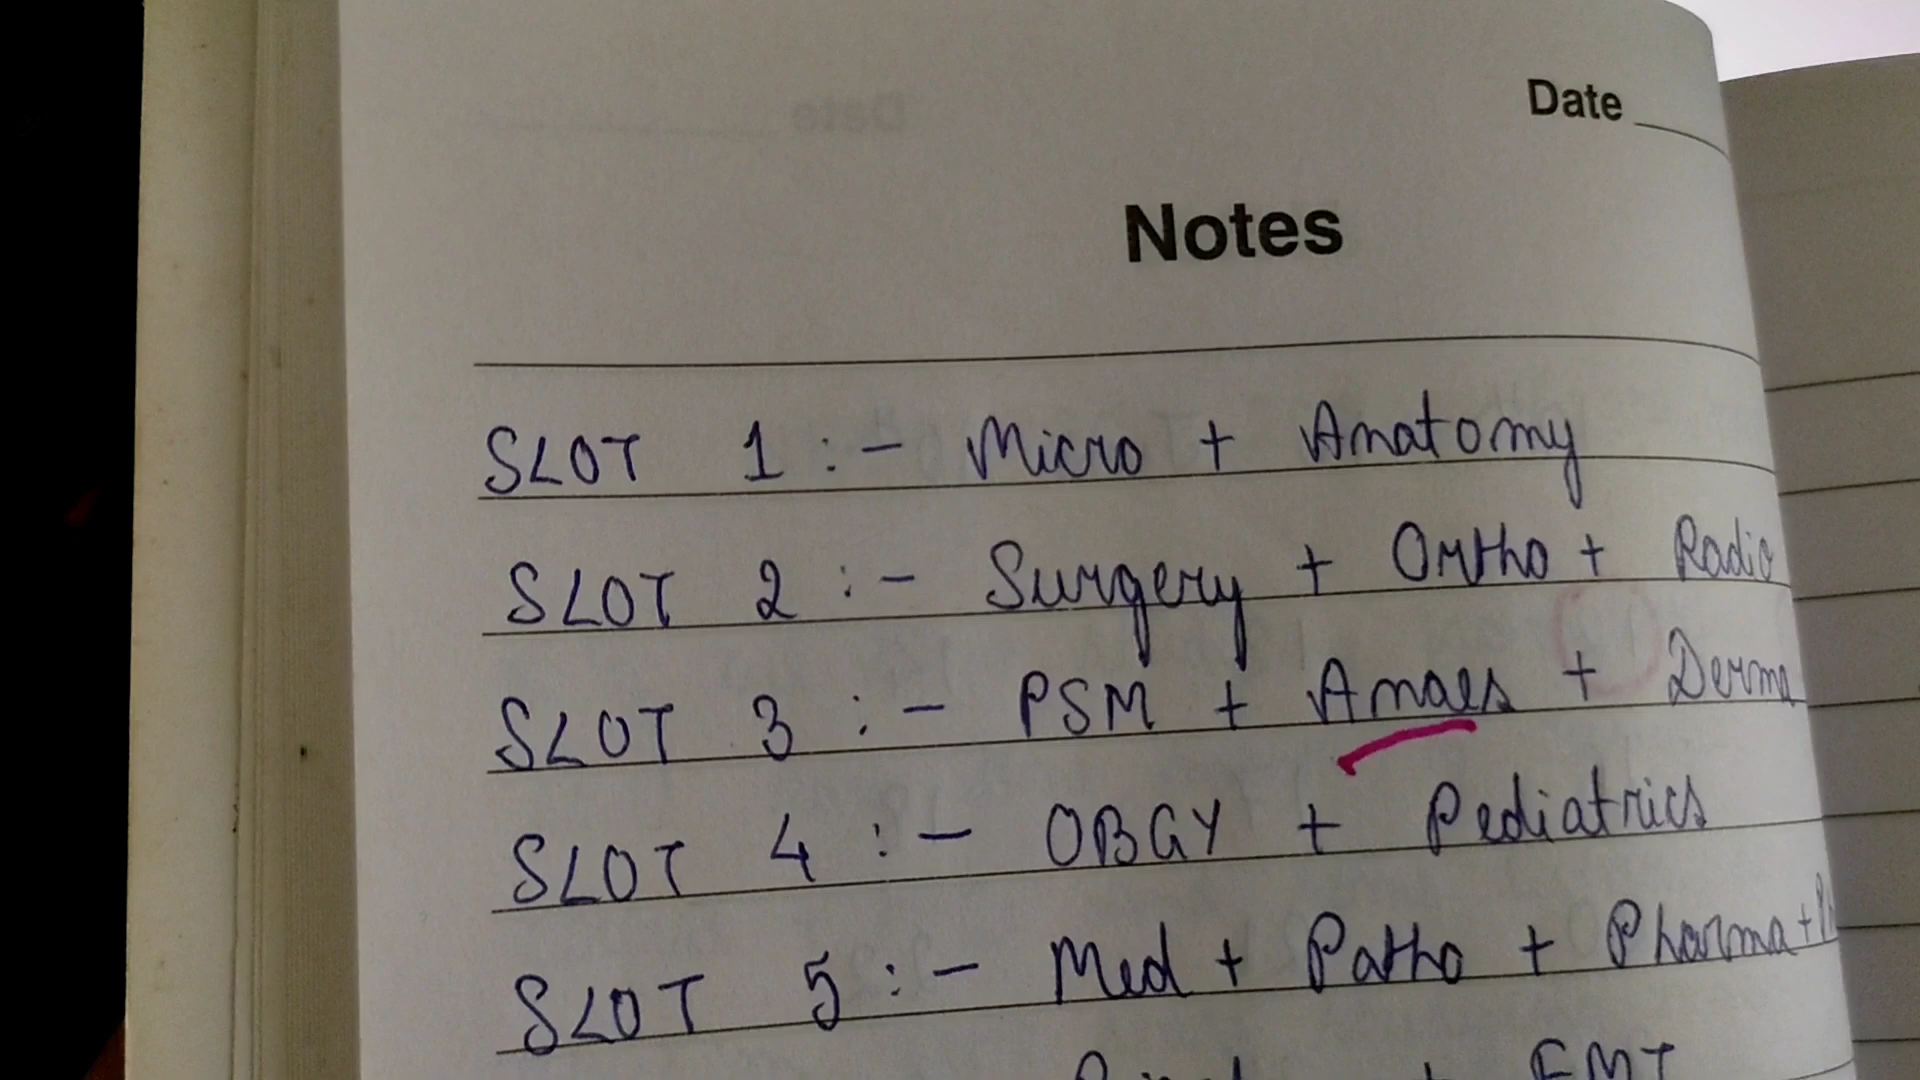 Date
Notes
SLOT 1 :- Micro + Anatomy
SLOT 2 :- Surgery + Ortho + Radio
SLOT 3 :- PSM + Anaes + Derma
SLOT 4 :- OBGY + Pediatrics
SLOT 5 :- Med + Patho + Pharma +
+ FMT